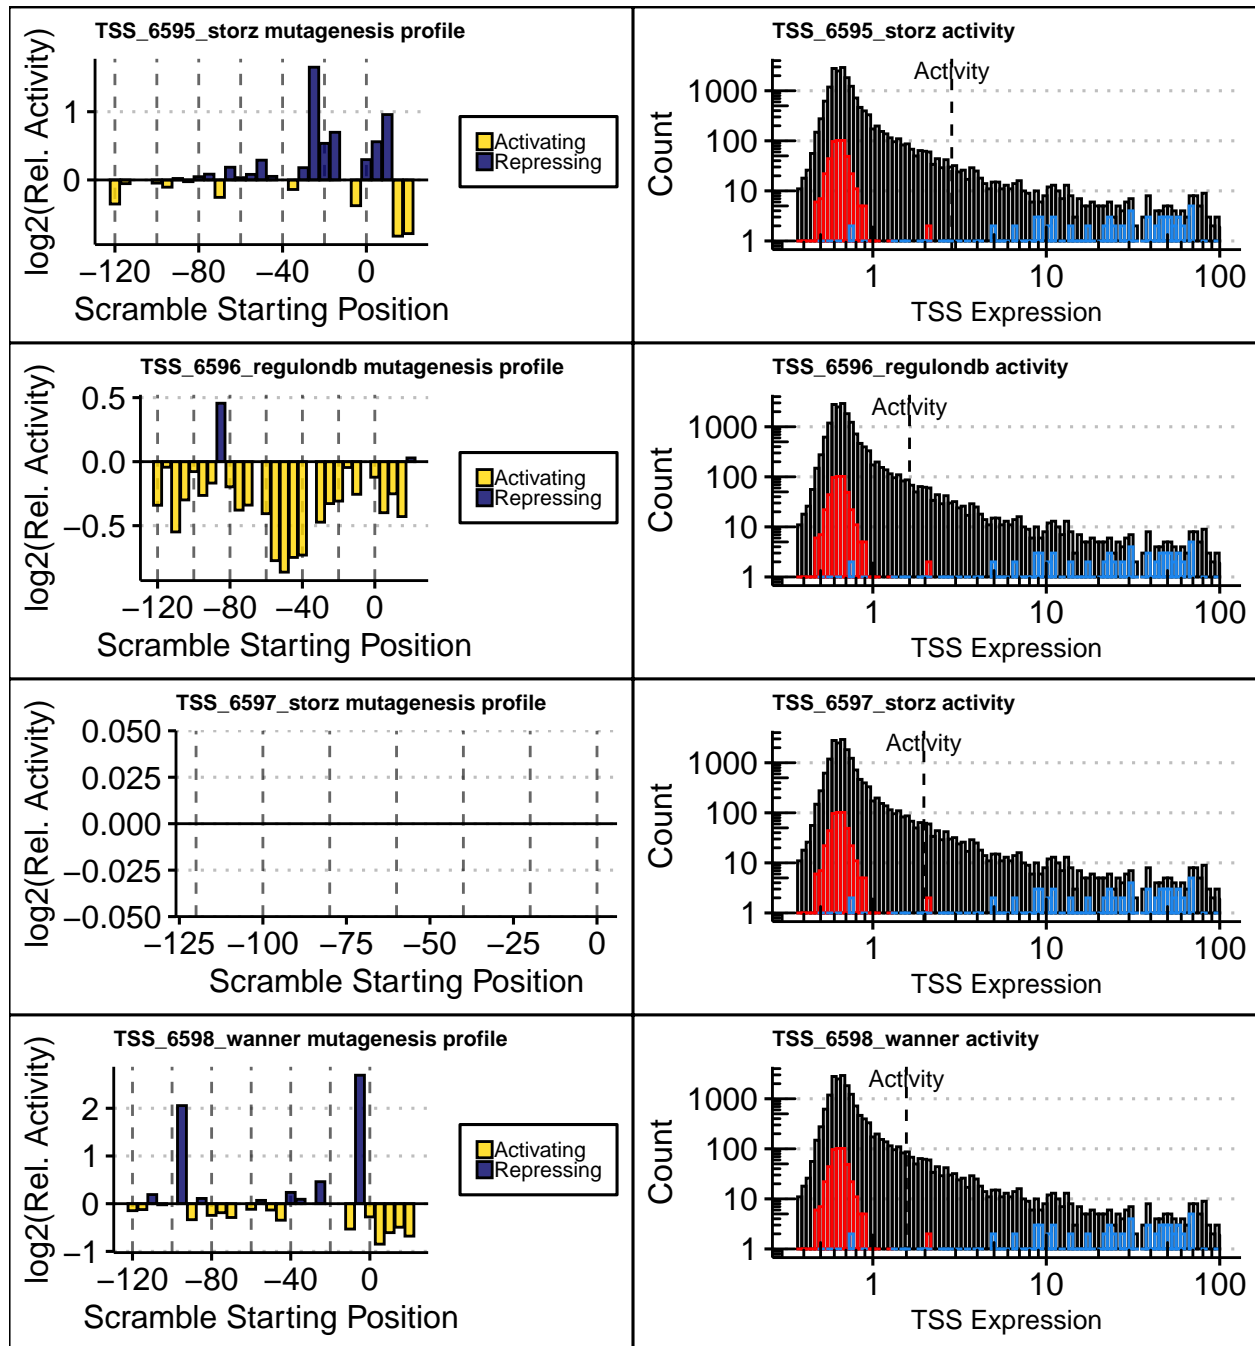 TSS_6595_storz mutagenesis profile
log2(Rel. Activity)
1
0
−120 −80 −40 0
Scramble Starting Position
Activating
Repressing
TSS_6595_storz activity
Activity
Count
1000
100
10
1
1 10 100
TSS Expression
TSS_6596_regulondb mutagenesis profile
log2(Rel. Activity)
0.5
0.0
−0.5
−120 −80 −40 0
Scramble Starting Position
Activating
Repressing
TSS_6596_regulondb activity
Activity
Count
1000
100
10
1
1 10 100
TSS Expression
TSS_6597_storz mutagenesis profile
log2(Rel. Activity)
0.050
0.025
0.000
−0.025
−0.050
−125 −100 −75 −50 −25 0
Scramble Starting Position
TSS_6597_storz activity
Activity
Count
1000
100
10
1
1 10 100
TSS Expression
TSS_6598_wanner mutagenesis profile
log2(Rel. Activity)
2
1
0
−1
−120 −80 −40 0
Scramble Starting Position
Activating
Repressing
TSS_6598_wanner activity
Activity
Count
1000
100
10
1
1 10 100
TSS Expression